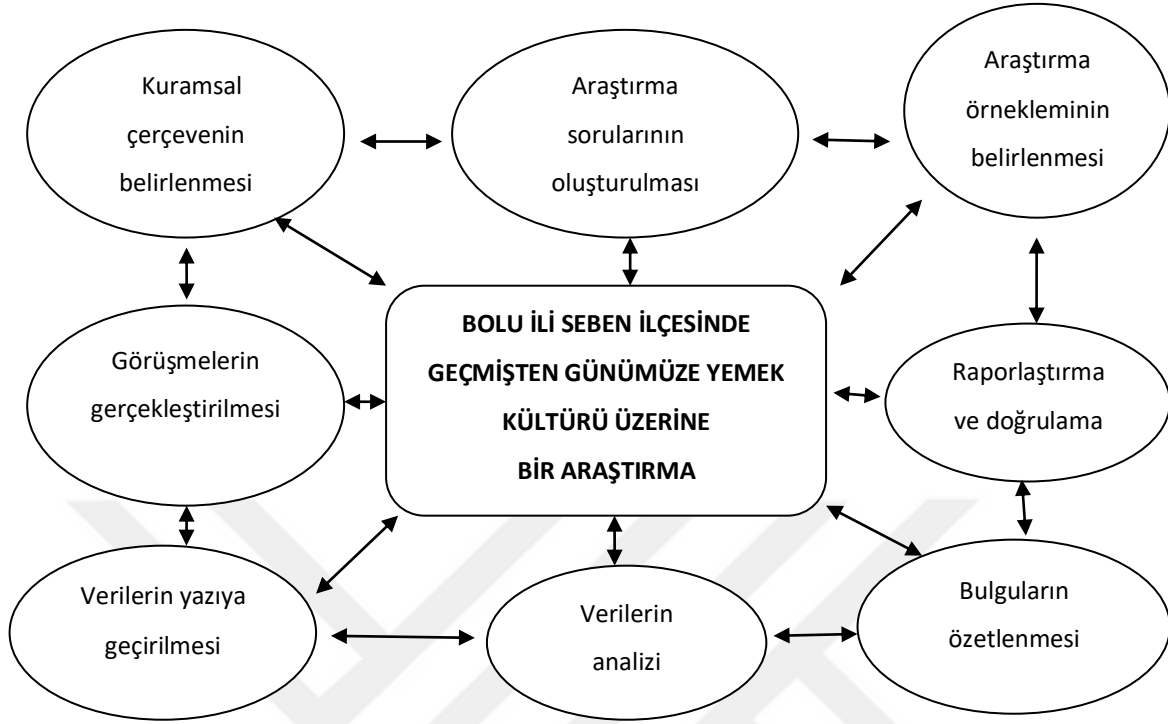 Kuramsal
çerçevenin
belirlenmesi
Araştırma
sorularının
oluşturulması
Araştırma
örnekleminin
belirlenmesi
Görüşmelerin
gerçekleştirilmesi
BOLU İLİ SEBEN İLÇESİNDE
GEÇMİŞTEN GÜNÜMÜZE YEMEK
KÜLTÜRÜ ÜZERİNE
BİR ARAŞTIRMA
Raporlaştırma
ve doğrulama
Verilerin yazıya
geçirilmesi
Verilerin
analizi
Bulguların
özetlenmesi